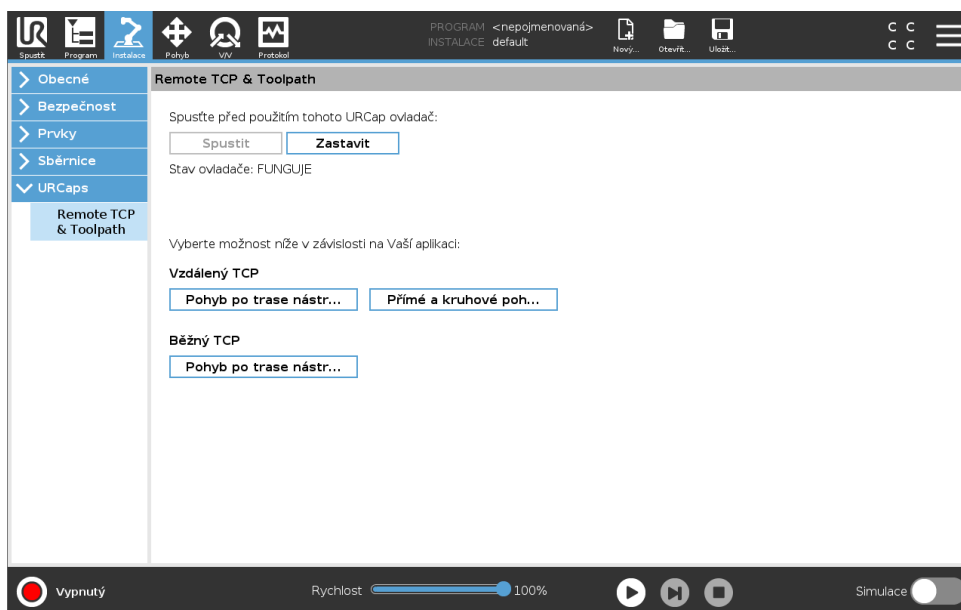 PROGRAM <nepojmenovaná>
INSTALACE default
Spustit Program Instalace Pohyb V/V Protokol Nový... Otevřít... Uložit...
C C
C C
Obecné
Bezpečnost
Prvky
Sběrnice
URCaps
Remote TCP
& Toolpath
Remote TCP & Toolpath
Spusťte před použitím tohoto URCap ovladač:
Spustit Zastavit
Stav ovladače: FUNGUJE
Vyberte možnost níže v závislosti na Vaší aplikaci:
Vzdálený TCP
Pohyb po trase nástr... Přímé a kruhové poh...
Běžný TCP
Pohyb po trase nástr...
Vypnutý Rychlost 100% Simulace